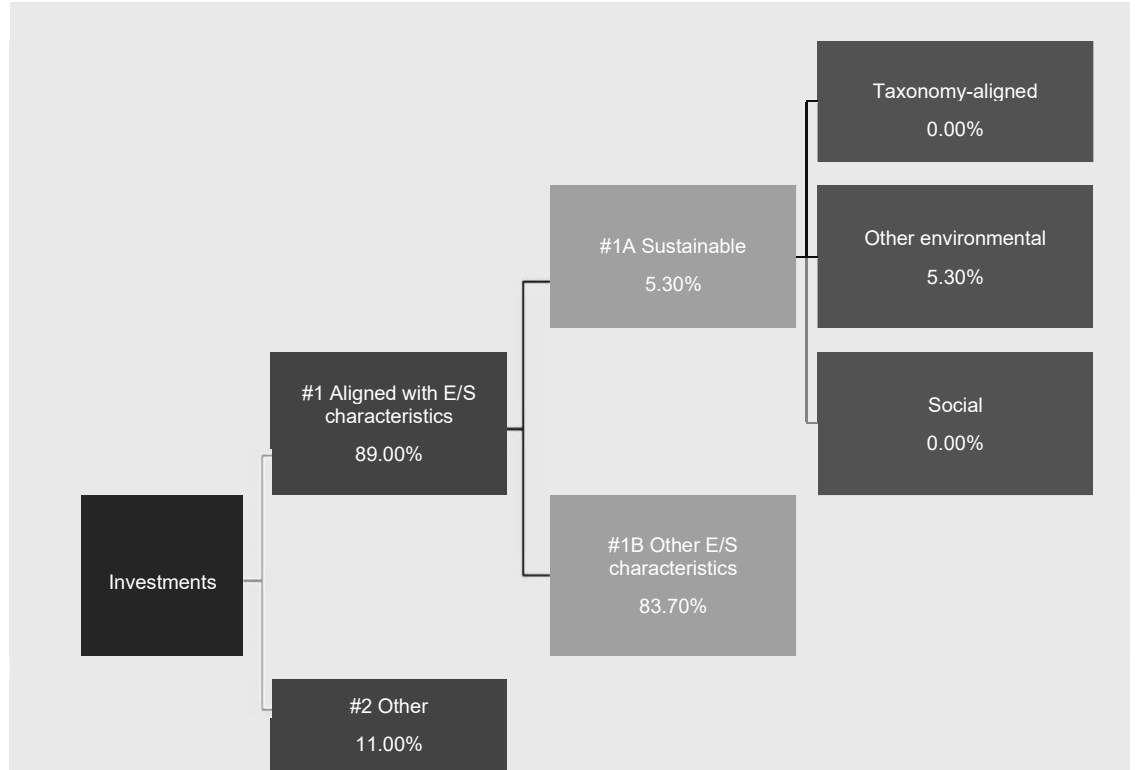 Taxonomy-aligned
0.00%
#1A Sustainable
5.30%
Other environmental
5.30%
#1 Aligned with E/S
characteristics
89.00%
Social
0.00%
Investments
#1B Other E/S
characteristics
83.70%
#2 Other
11.00%